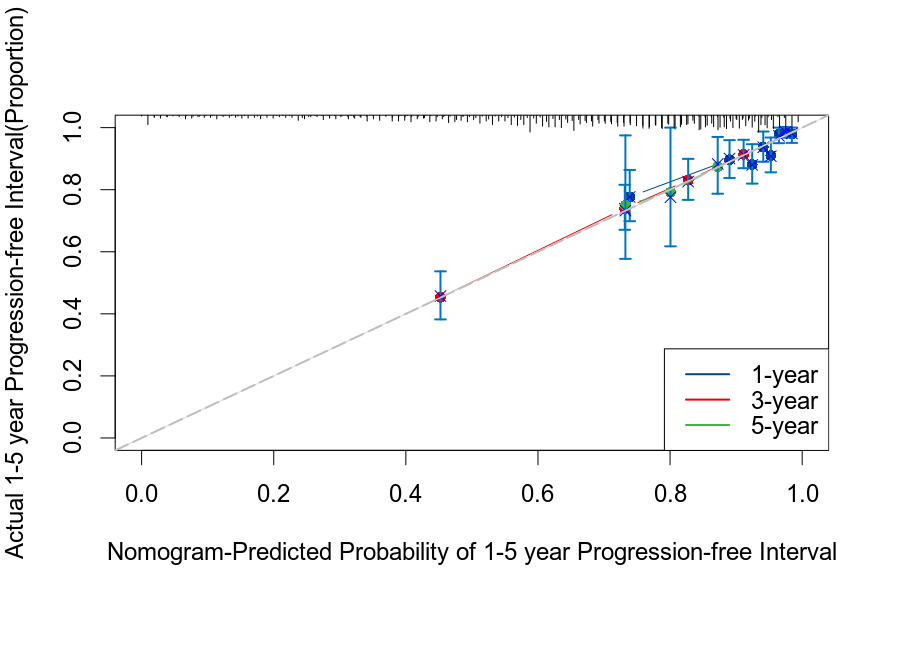 Actual 1-5 year Progression-free Interval(Proportion)
1.0
0.8
0.6
0.4
0.2
0.0
1-year
3-year
5-year
0.0 0.2 0.4 0.6 0.8 1.0
Nomogram-Predicted Probability of 1-5 year Progression-free Interval